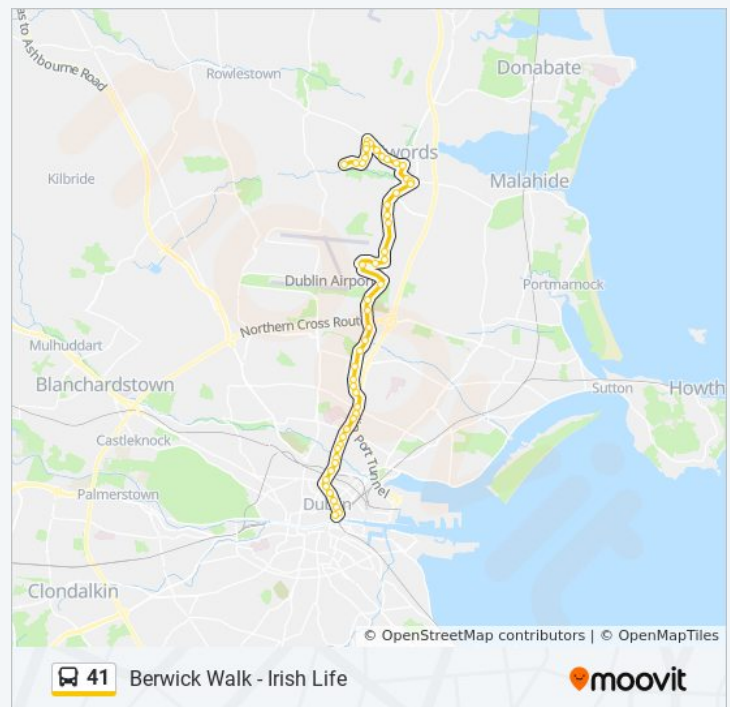 as to Ashbourne Road
Rowlestown
Donabate
words
Kilbride
Malahide
Dublin Airport
Portmarnock
Northern Cross Route
Mulhuddart
Blanchardstown
Sutton
Howth
Castleknock
Port Tunnel
Palmerstown
Dublin
Clondalkin
© OpenStreetMap contributors | © OpenMapTiles
41 Berwick Walk - Irish Life
moovit